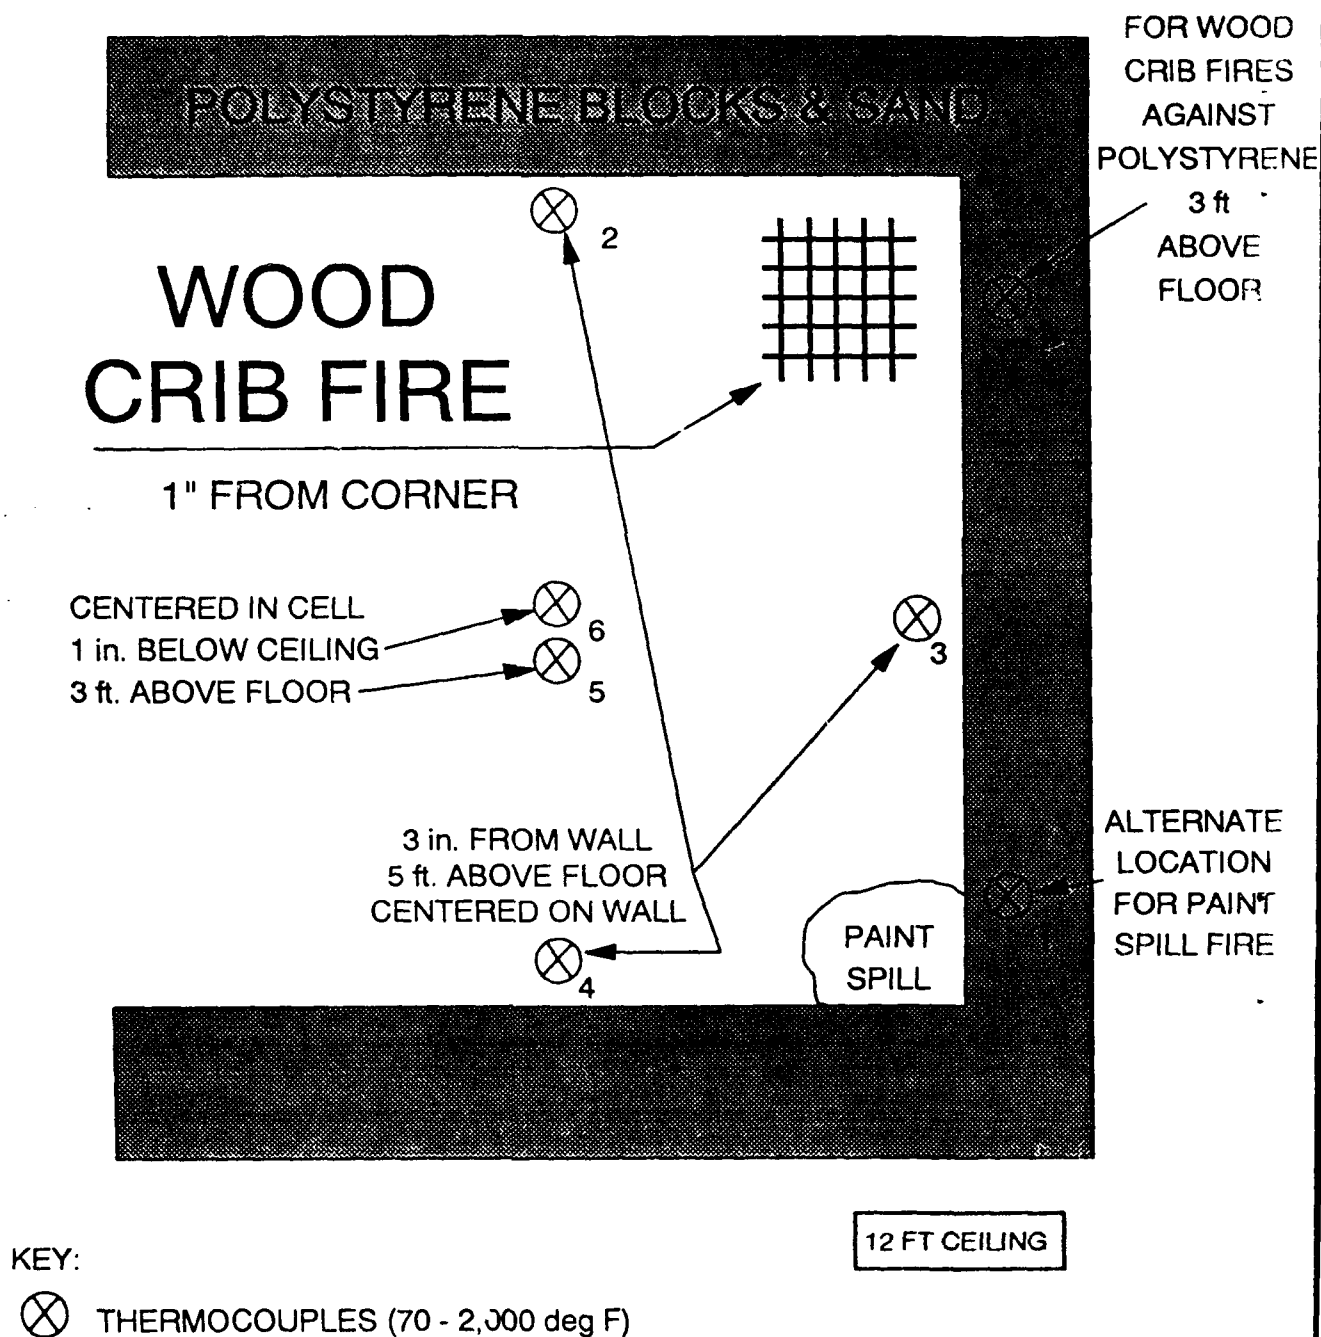 FOR WOOD
CRIB FIRES
AGAINST
POLYSTYRENE
3 ft
ABOVE
FLOOR
POLYSTYRENE BLOCKS & SAND
2
WOOD
CRIB FIRE
1" FROM CORNER
CENTERED IN CELL
1 in. BELOW CEILING
3 ft. ABOVE FLOOR
6
5
3
3 in. FROM WALL
5 ft. ABOVE FLOOR
CENTERED ON WALL
4
PAINT
SPILL
ALTERNATE
LOCATION
FOR PAINT
SPILL FIRE
12 FT CEILING
KEY:
THERMOCOUPLES (70 - 2,000 deg F)